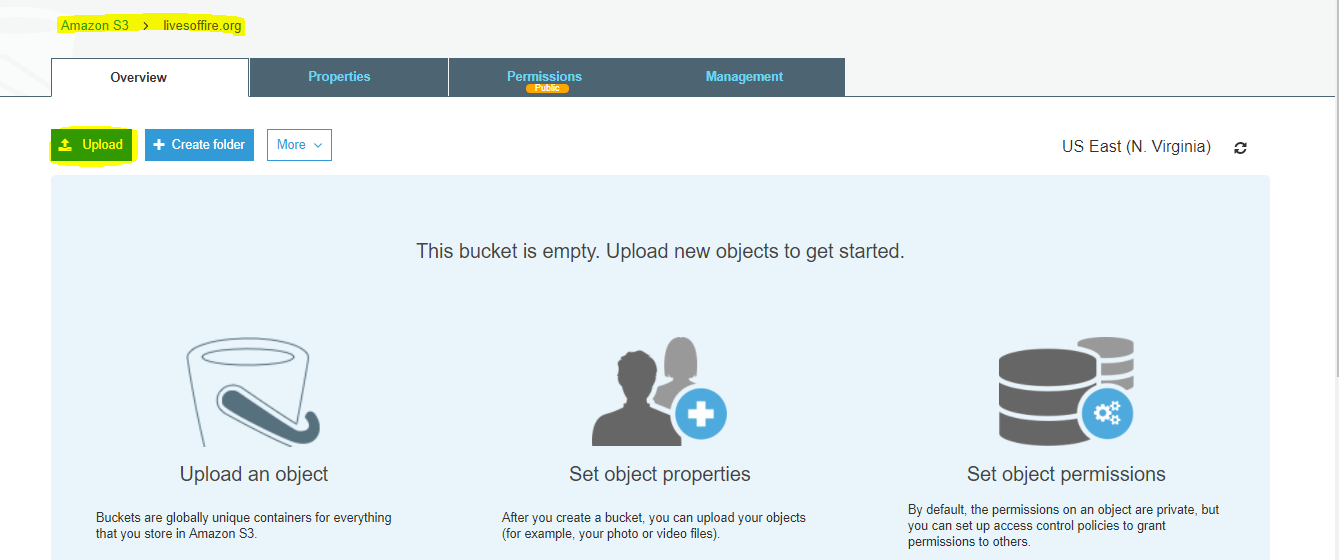 Amazon S3 > livesoffire.org
Overview Properties Permissions Management
Public
Upload Create folder More US East (N. Virginia)
This bucket is empty. Upload new objects to get started.
Upload an object
Buckets are globally unique containers for everything
that you store in Amazon S3.
Set object properties
After you create a bucket, you can upload your objects
(for example, your photo or video files).
Set object permissions
By default, the permissions on an object are private, but
you can set up access control policies to grant
permissions to others.